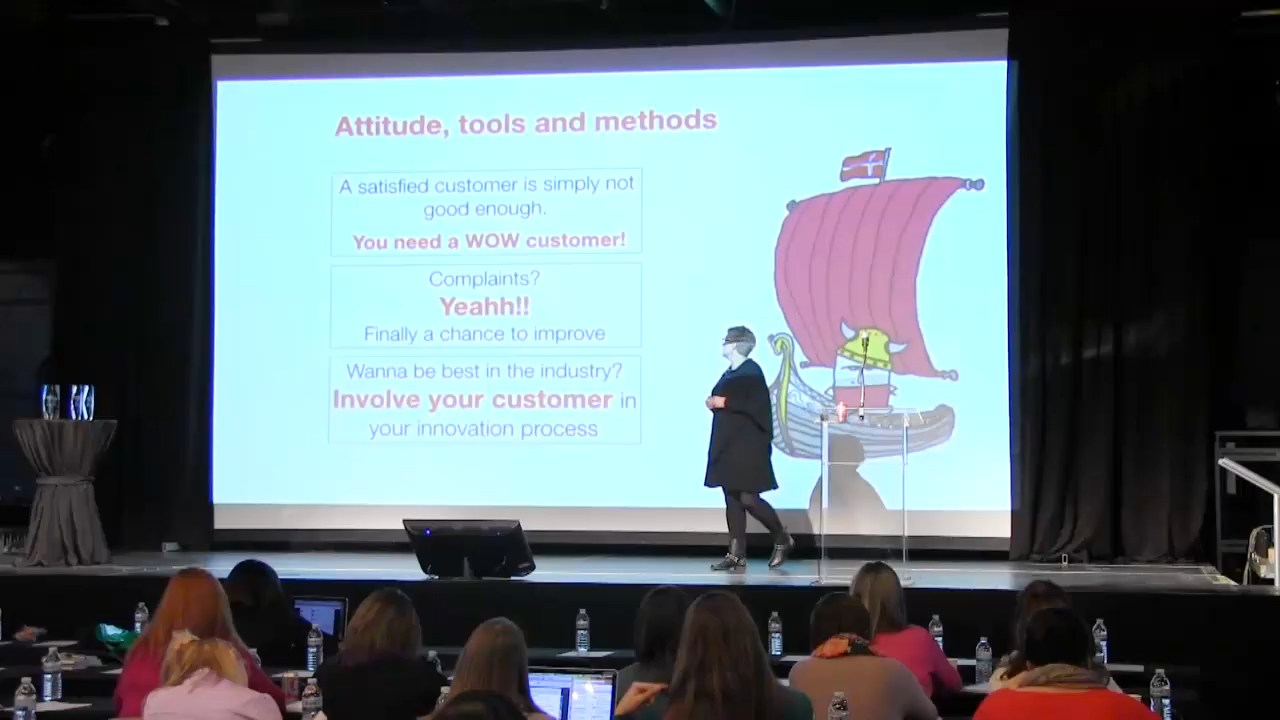 Attitude, tools and methods
A satisfied customer is simply not
good enough.
You need a WOW customer!
Complaints?
Yeahh!!
Finally a chance to improve
Wanna be best in the industry?
Involve your customer in
your innovation process